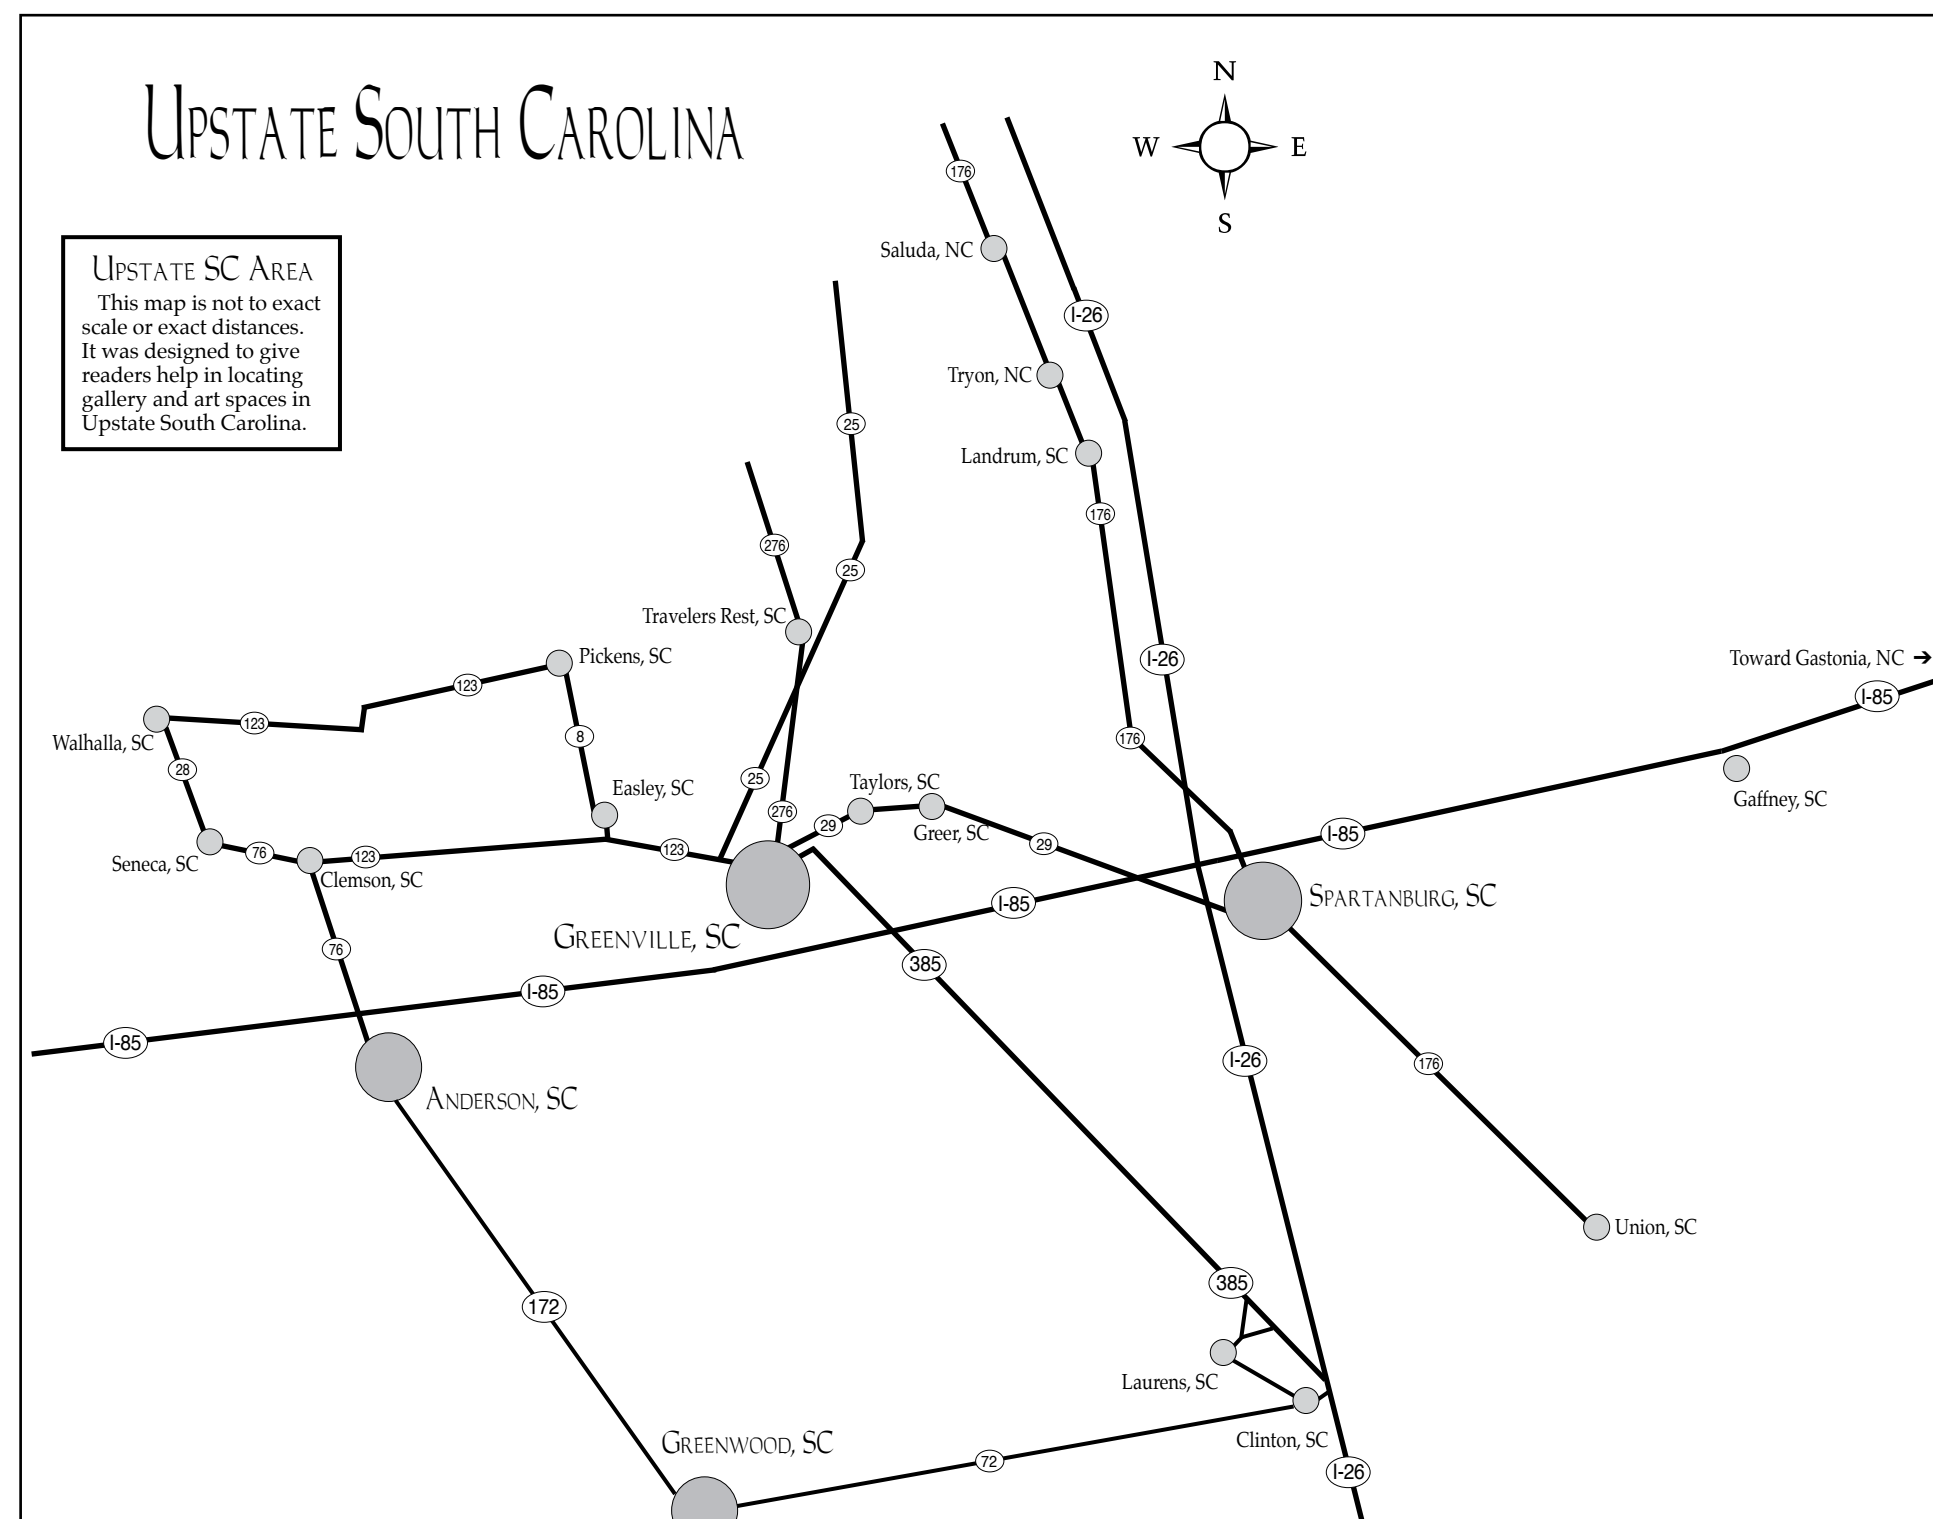 UPSTATE SOUTH CAROLINA
N
W
E
S
UPSTATE SC AREA
This map is not to exact
scale or exact distances.
It was designed to give
readers help in locating
gallery and art spaces in
Upstate South Carolina.
176
Saluda, NC
I-26
Tryon, NC
25
Landrum, SC
176
276
25
Travelers Rest, SC
Pickens, SC
I-26
Toward Gastonia, NC ➔
123
I-85
123
Walhalla, SC
8
176
28
25
Easley, SC
Taylors, SC
Gaffney, SC
276
29
Greer, SC
I-85
29
Seneca, SC
76
123
123
Clemson, SC
SPARTANBURG, SC
I-85
GREENVILLE, SC
76
385
I-85
I-85
I-26
176
ANDERSON, SC
Union, SC
385
172
Laurens, SC
GREENWOOD, SC
Clinton, SC
72
I-26